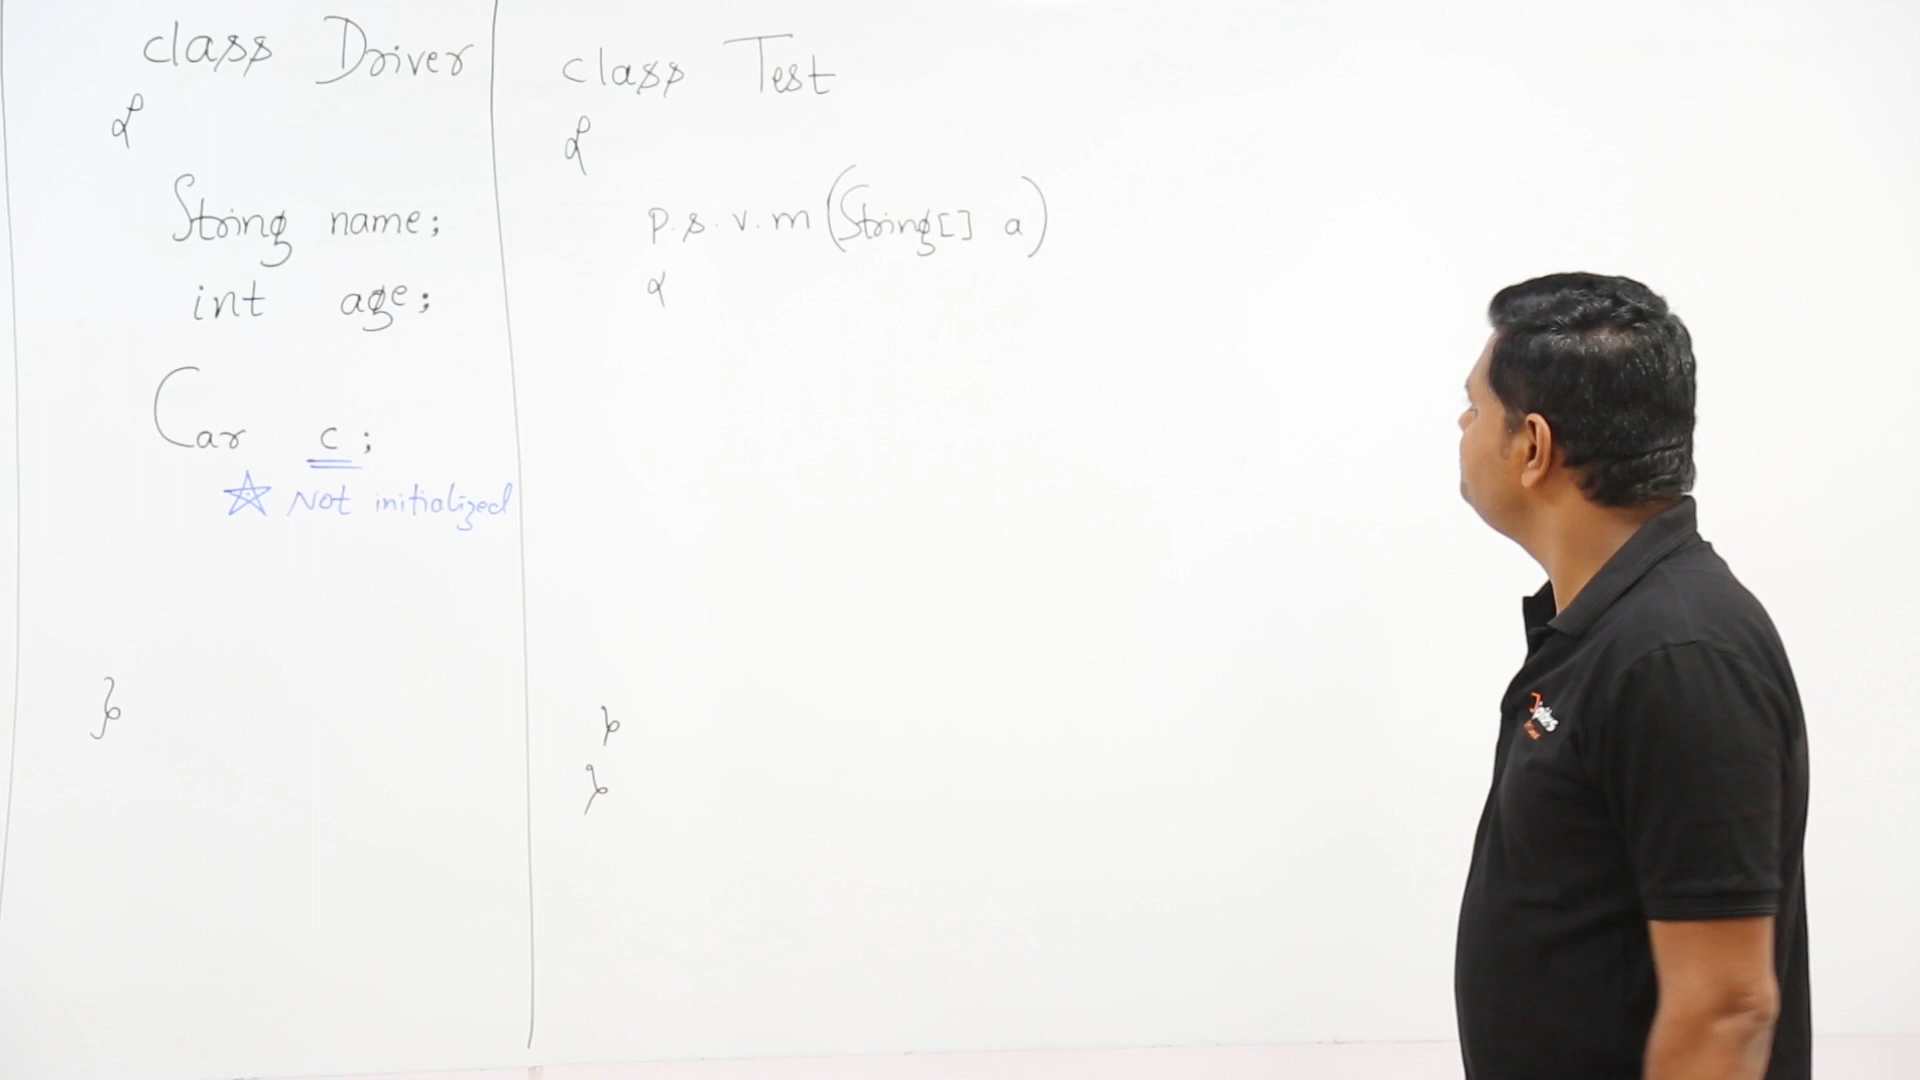 class Driver
{
String name;
int age;
Car c;
☆ Not initialized
}
class Test
{
p.s.v.m (String[] a)
{
}
}